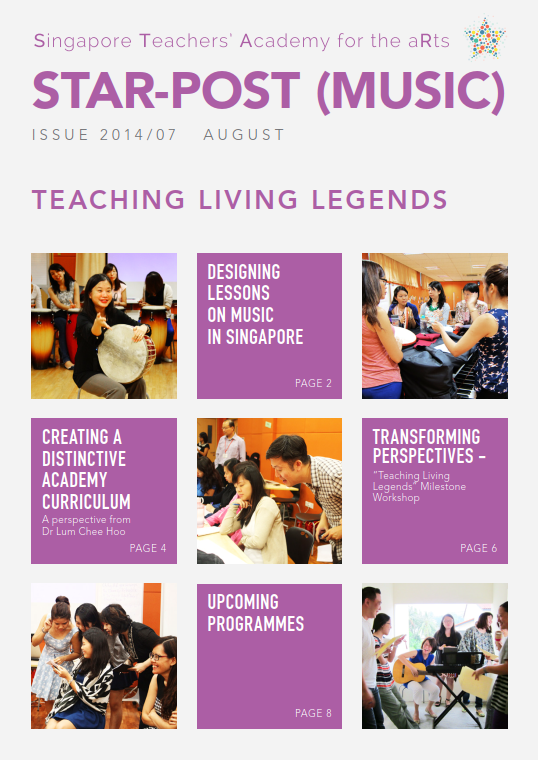 Singapore Teachers' Academy for the aRts
STAR-POST (MUSIC)
ISSUE 2014/07 AUGUST
TEACHING LIVING LEGENDS
DESIGNING
LESSONS
ON MUSIC
IN SINGAPORE
PAGE 2
CREATING A
DISTINCTIVE
ACADEMY
CURRICULUM
A perspective from
Dr Lum Chee Hoo
PAGE 4
TRANSFORMING
PERSPECTIVES –
"Teaching Living
Legends" Milestone
Workshop
PAGE 6
UPCOMING
PROGRAMMES
PAGE 8